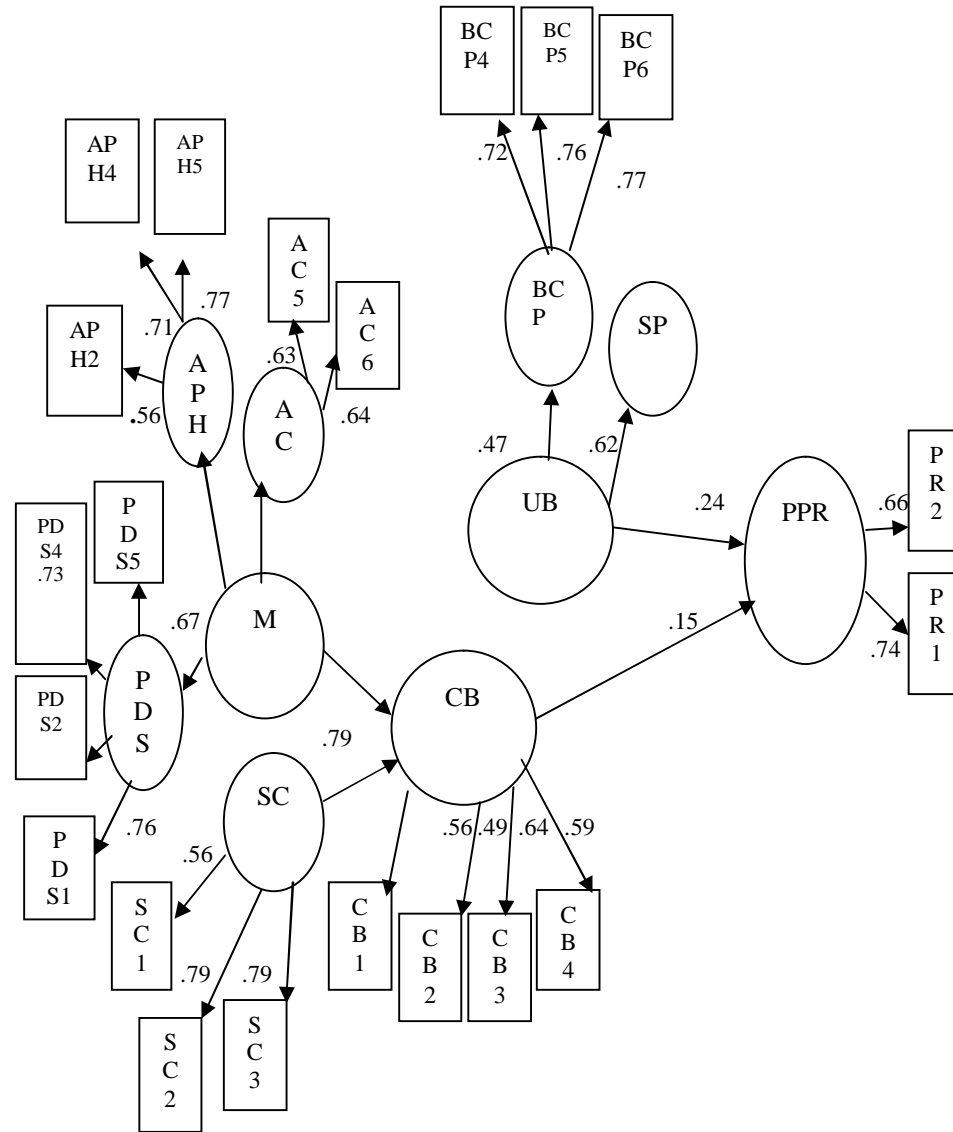 BC
P4
BC
P5
BC
P6
.72
.76
.77
AP
H4
AP
H5
A
C
5
A
C
6
AP
H2
.71
.77
.56
A
P
H
.63
.64
A
C
BC
P
SP
.47
.62
UB
.24
PPR
.66
P
R
2
.74
P
R
1
PD
S4
.73
P
D
S5
PD
S2
P
D
S
.67
M
.15
CB
.79
SC
.76
P
D
S1
.56
S
C
1
.79
.79
S
C
2
S
C
3
.56
.49
.64
.59
C
B
1
C
B
2
C
B
3
C
B
4